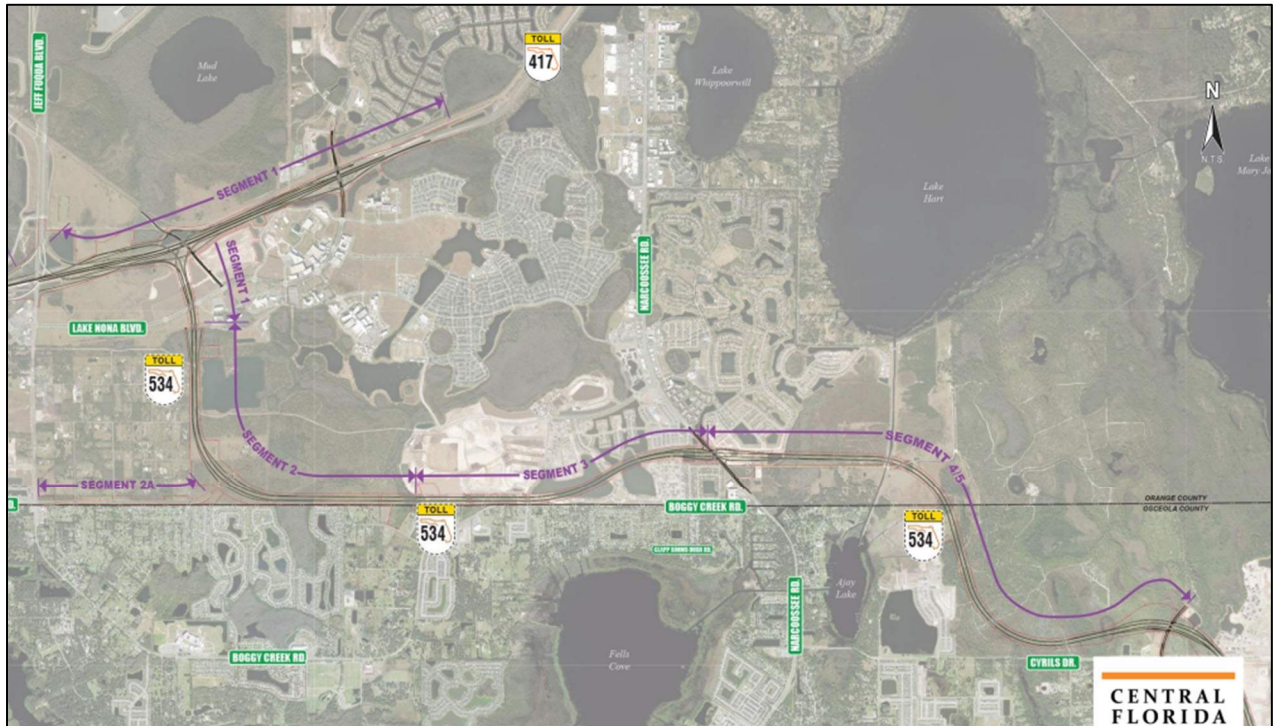 JEFF FUQUA BLVD.
Mud
Lake
TOLL
417
Lake
Whippoorwill
N
N.T.S
Lake
Mary Ja
Lake
Hart
SEGMENT 1
SEGMENT 1
NARCOOSSEE RD.
LAKE NONA BLVD.
TOLL
534
SEGMENT 2
SEGMENT 3
SEGMENT 4/5
SEGMENT 2A
D.
TOLL
534
BOGGY CREEK RD.
ORANGE COUNTY
OSCEOLA COUNTY
TOLL
534
CLAPP SIMMS DUDA RD.
Ajay
Lake
NARCOOSSEE RD.
Fells
Cove
BOGGY CREEK RD.
CYRILS DR.
CENTRAL
FLORIDA